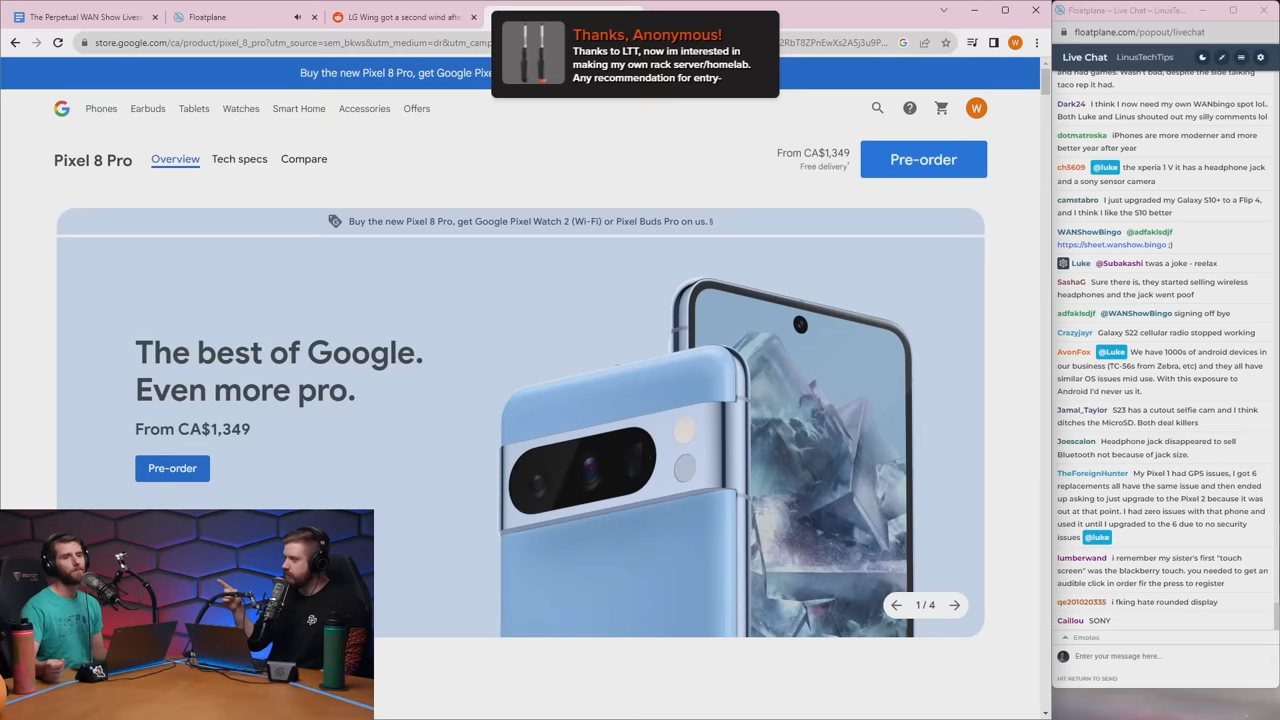 The Perpetual WAN Show Livest
Floatplane
LG Wing got a second wind afte
Thanks, Anonymous!
Thanks to LTT, now im interested in
making my own rack server/homelab.
Any recommendation for entry-
store.google.com/ca/product/pixel_8_pro?utm_source=sem_bkws&utm_medium=dr&utm_camp
W
Buy the new Pixel 8 Pro, get Google Pixe
Phones Earbuds Tablets Watches Smart Home Accessories Offers
W
Pixel 8 Pro Overview Tech specs Compare
From CA$1,349
Free delivery†
Pre-order
Buy the new Pixel 8 Pro, get Google Pixel Watch 2 (Wi-Fi) or Pixel Buds Pro on us.§
The best of Google.
Even more pro.
From CA$1,349
Pre-order
1 / 4
Floatplane – Live Chat – LinusTe...
floatplane.com/popout/livechat
Live Chat LinusTechTips
and had games. Wasn't bad, despite the side talking
taco rep it had.
Dark24 I think I now need my own WANbingo spot lol..
Both Luke and Linus shouted out my silly comments lol
dotmatroska iPhones are more moderner and more
better year after year
ch5609 @luke the xperia 1 V it has a headphone jack
and a sony sensor camera
camstabro I just upgraded my Galaxy S10+ to a Flip 4,
and I think I like the S10 better
WANShowBingo @adfaklsdjf
https://sheet.wanshow.bingo ;)
Luke @Subakashi twas a joke - reelax
SashaG Sure there is, they started selling wireless
headphones and the jack went poof
adfaklsdjf @WANShowBingo signing off bye
Crazyjayr Galaxy S22 cellular radio stopped working
AvonFox @Luke We have 1000s of android devices in
our business (TC-56s from Zebra, etc) and they all have
similar OS issues mid use. With this exposure to
Android I'd never us it.
Jamal_Taylor S23 has a cutout selfie cam and I think
ditches the MicroSD. Both deal killers
Joescalon Headphone jack disappeared to sell
Bluetooth not because of jack size.
TheForeignHunter My Pixel 1 had GPS issues, I got 6
replacements all have the same issue and then ended
up asking to just upgrade to the Pixel 2 because it was
out at that point. I had zero issues with that phone and
used it until I upgraded to the 6 due to no security
issues @luke
lumberwand i remember my sister's first "touch
screen" was the blackberry touch. you needed to get an
audible click in order fir the press to register
qe201020335 i fking hate rounded display
Caillou SONY
Emotes
Enter your message here...
HIT RETURN TO SEND